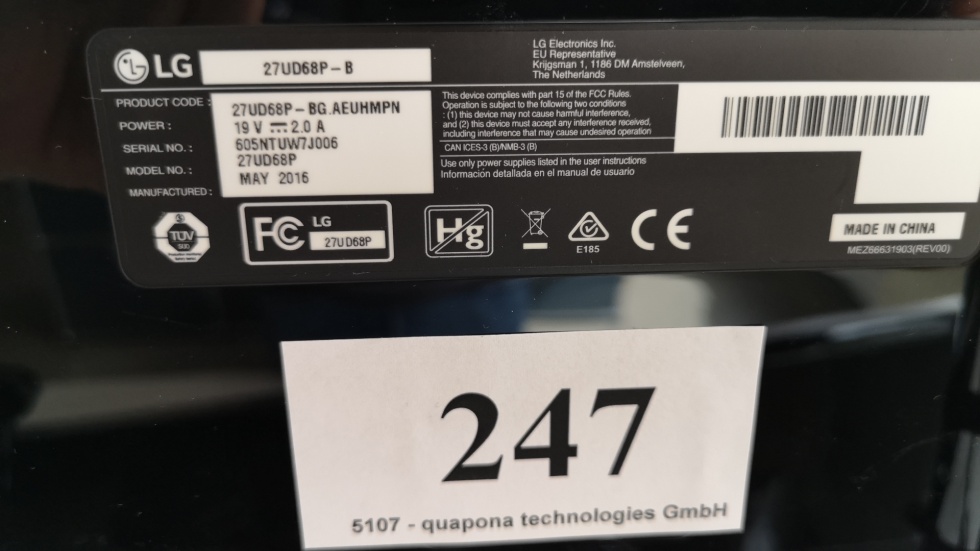 LG 27UD68P-B
LG Electronics Inc.
EU Representative
Krijgsman 1, 1186 DM Amstelveen,
The Netherlands
PRODUCT CODE : 27UD68P-BG.AEUHMPN
POWER : 19 V 2.0 A
SERIAL NO. : 605NTUW7J006
MODEL NO. : 27UD68P
MANUFACTURED : MAY 2016
This device complies with part 15 of the FCC Rules.
Operation is subject to the following two conditions
: (1) this device may not cause harmful interference,
and (2) this device must accept any interference received,
including interference that may cause undesired operation
CAN ICES-3 (B)/NMB-3 (B)
Use only power supplies listed in the user instructions
Información detallada en el manual de usuario
TÜV
FC LG
27UD68P
Hg
E185
CE
MADE IN CHINA
MEZ66631903(REV00)
247
5107 - quapona technologies GmbH